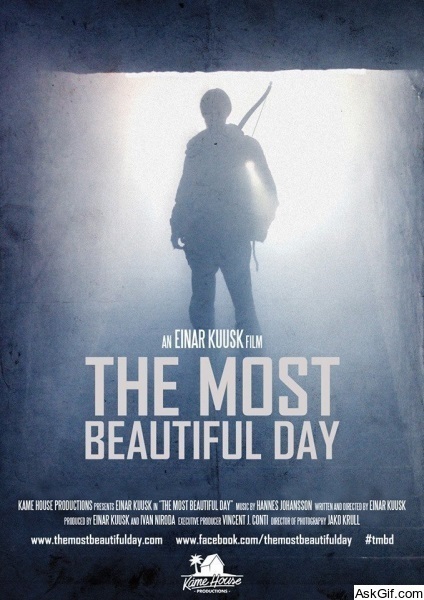 AN EINAR KUUSK FILM
THE MOST
BEAUTIFUL DAY
KAME HOUSE PRODUCTIONS PRESENTS EINAR KUUSK IN "THE MOST BEAUTIFUL DAY" MUSIC BY HANNES JOHANSSON WRITTEN AND DIRECTED BY EINAR KUUSK
PRODUCED BY EINAR KUUSK AND IVAN NIRODA EXECUTIVE PRODUCER VINCENT J. CONTI DIRECTOR OF PHOTOGRAPHY JAKO KRULL
www.themostbeautifulday.com www.facebook.com/themostbeautifulday #tmbd
Kame House
PRODUCTIONS
AskGif.com